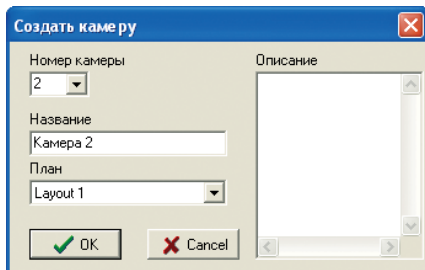 Создать камеру
Номер камеры
2
Название
Камера 2
План
Layout 1
OK
Cancel
Описание